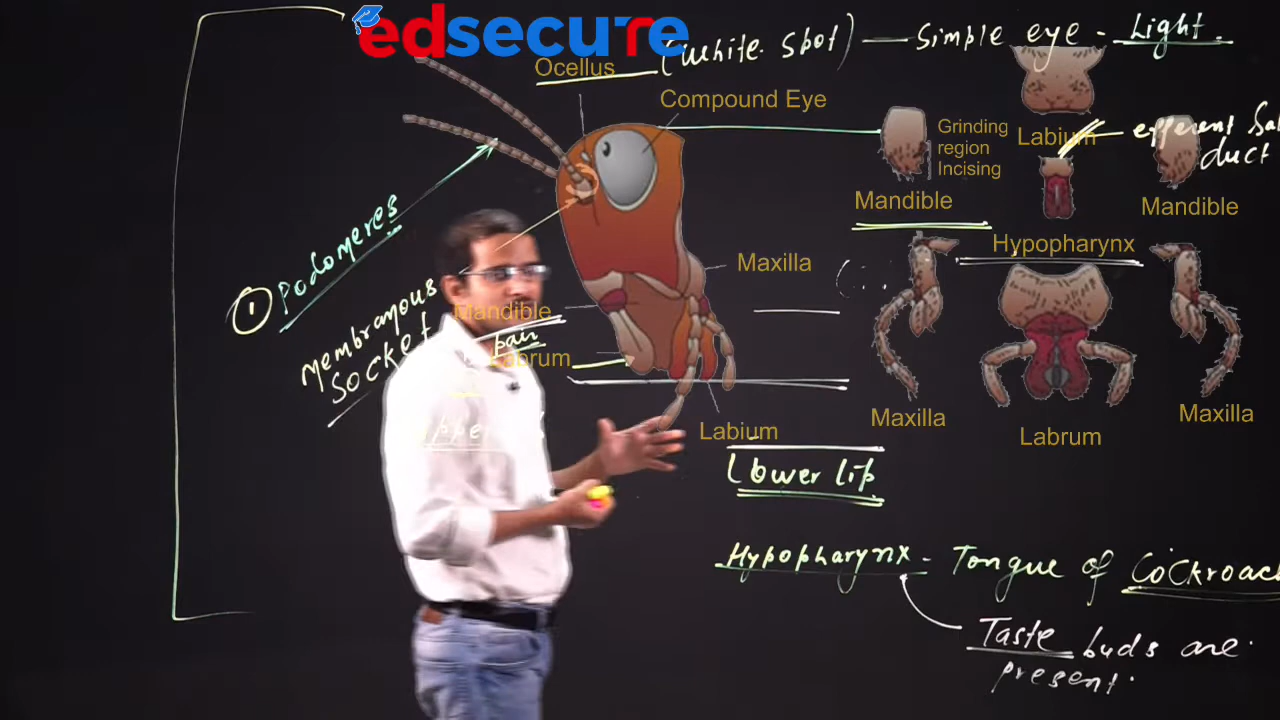 edsecure
(White spot) — Simple eye - Light.
Ocellus
Compound Eye
Grinding
region
Incising
Labium
efferent
duct
Mandible
Mandible
Hypopharynx
① Podomeres
Membranous
Socket
Maxilla
Mandible
pair
Labrum
Labium
Maxilla
Labrum
Maxilla
Lower lip
Hypopharynx - Tongue of Cockroac
Taste buds are
present.